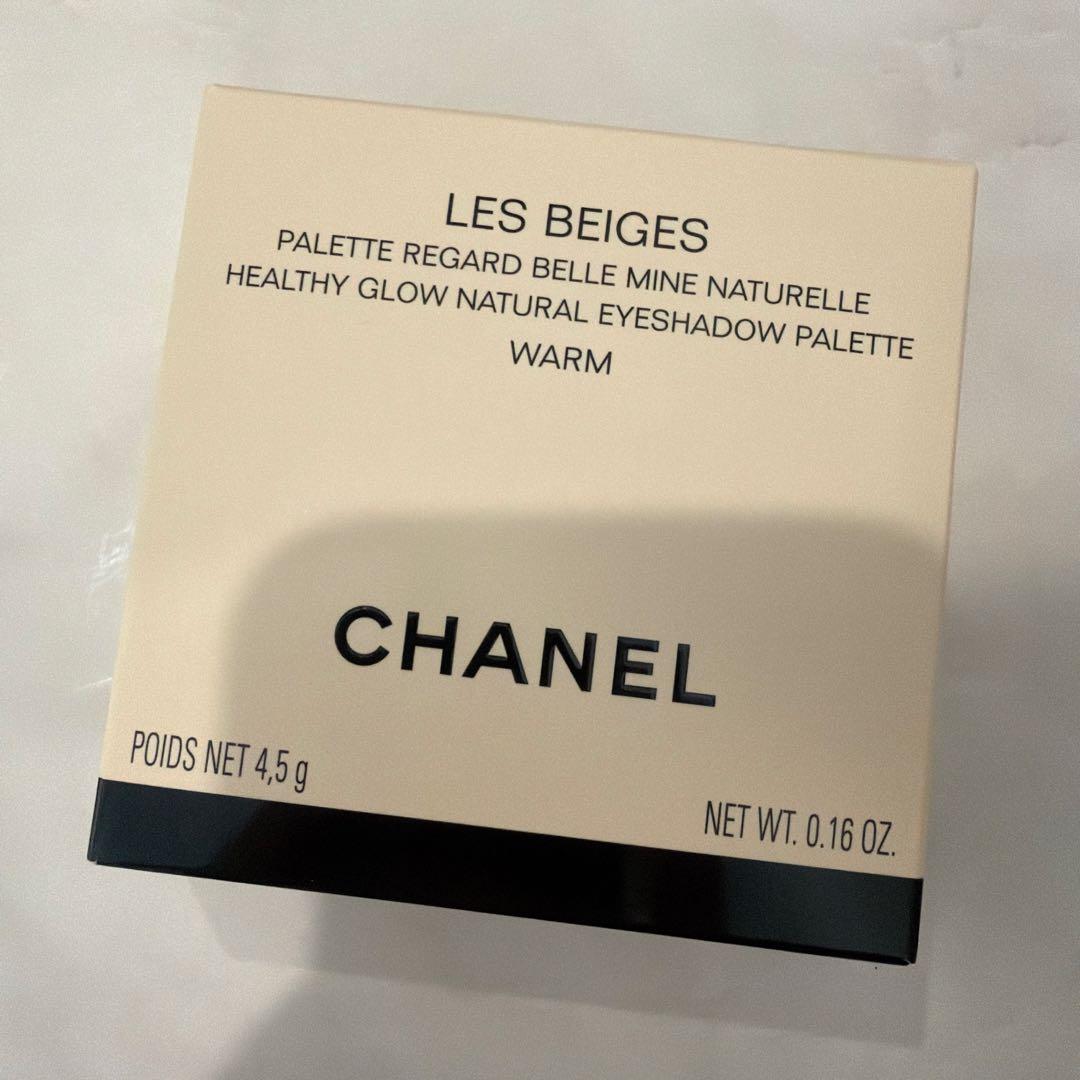 LES BEIGES
PALETTE REGARD BELLE MINE NATURELLE
HEALTHY GLOW NATURAL EYESHADOW PALETTE
WARM
CHANEL
POIDS NET 4,5 g
NET WT. 0.16 OZ.